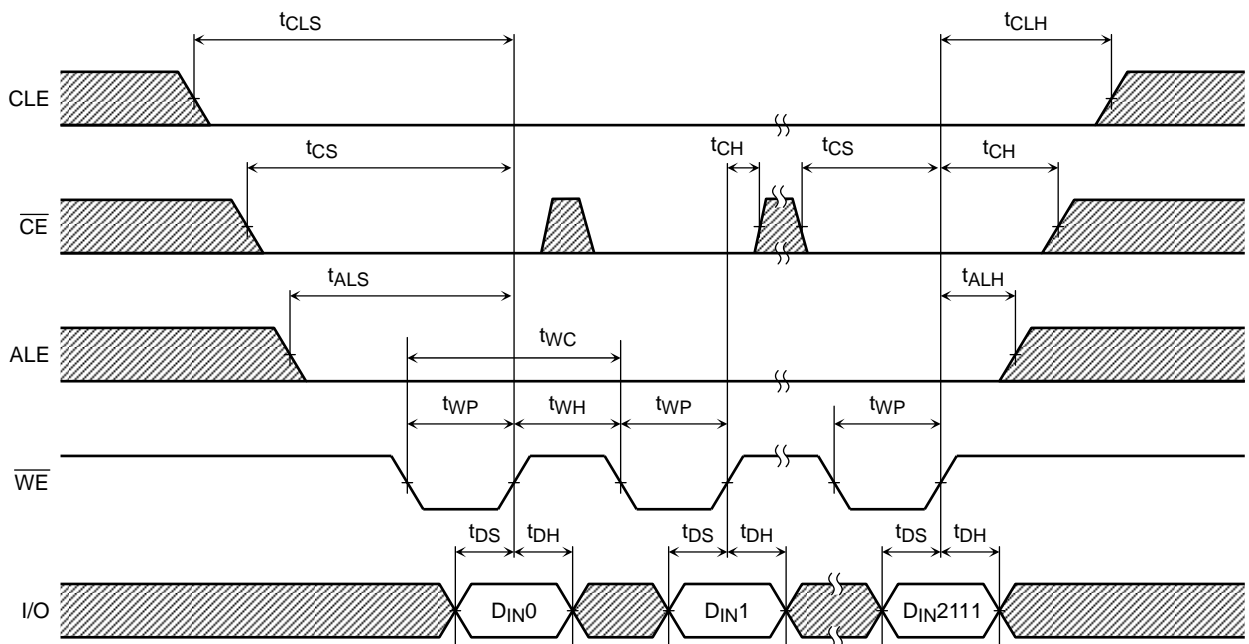 tCLS tCLH
CLE
tCS tCH tCS tCH
CE
tALS tALH
ALE
tWC
tWP tWH tWP tWP
WE
tDS tDH tDS tDH tDS tDH
I/O DIN0 DIN1 DIN2111